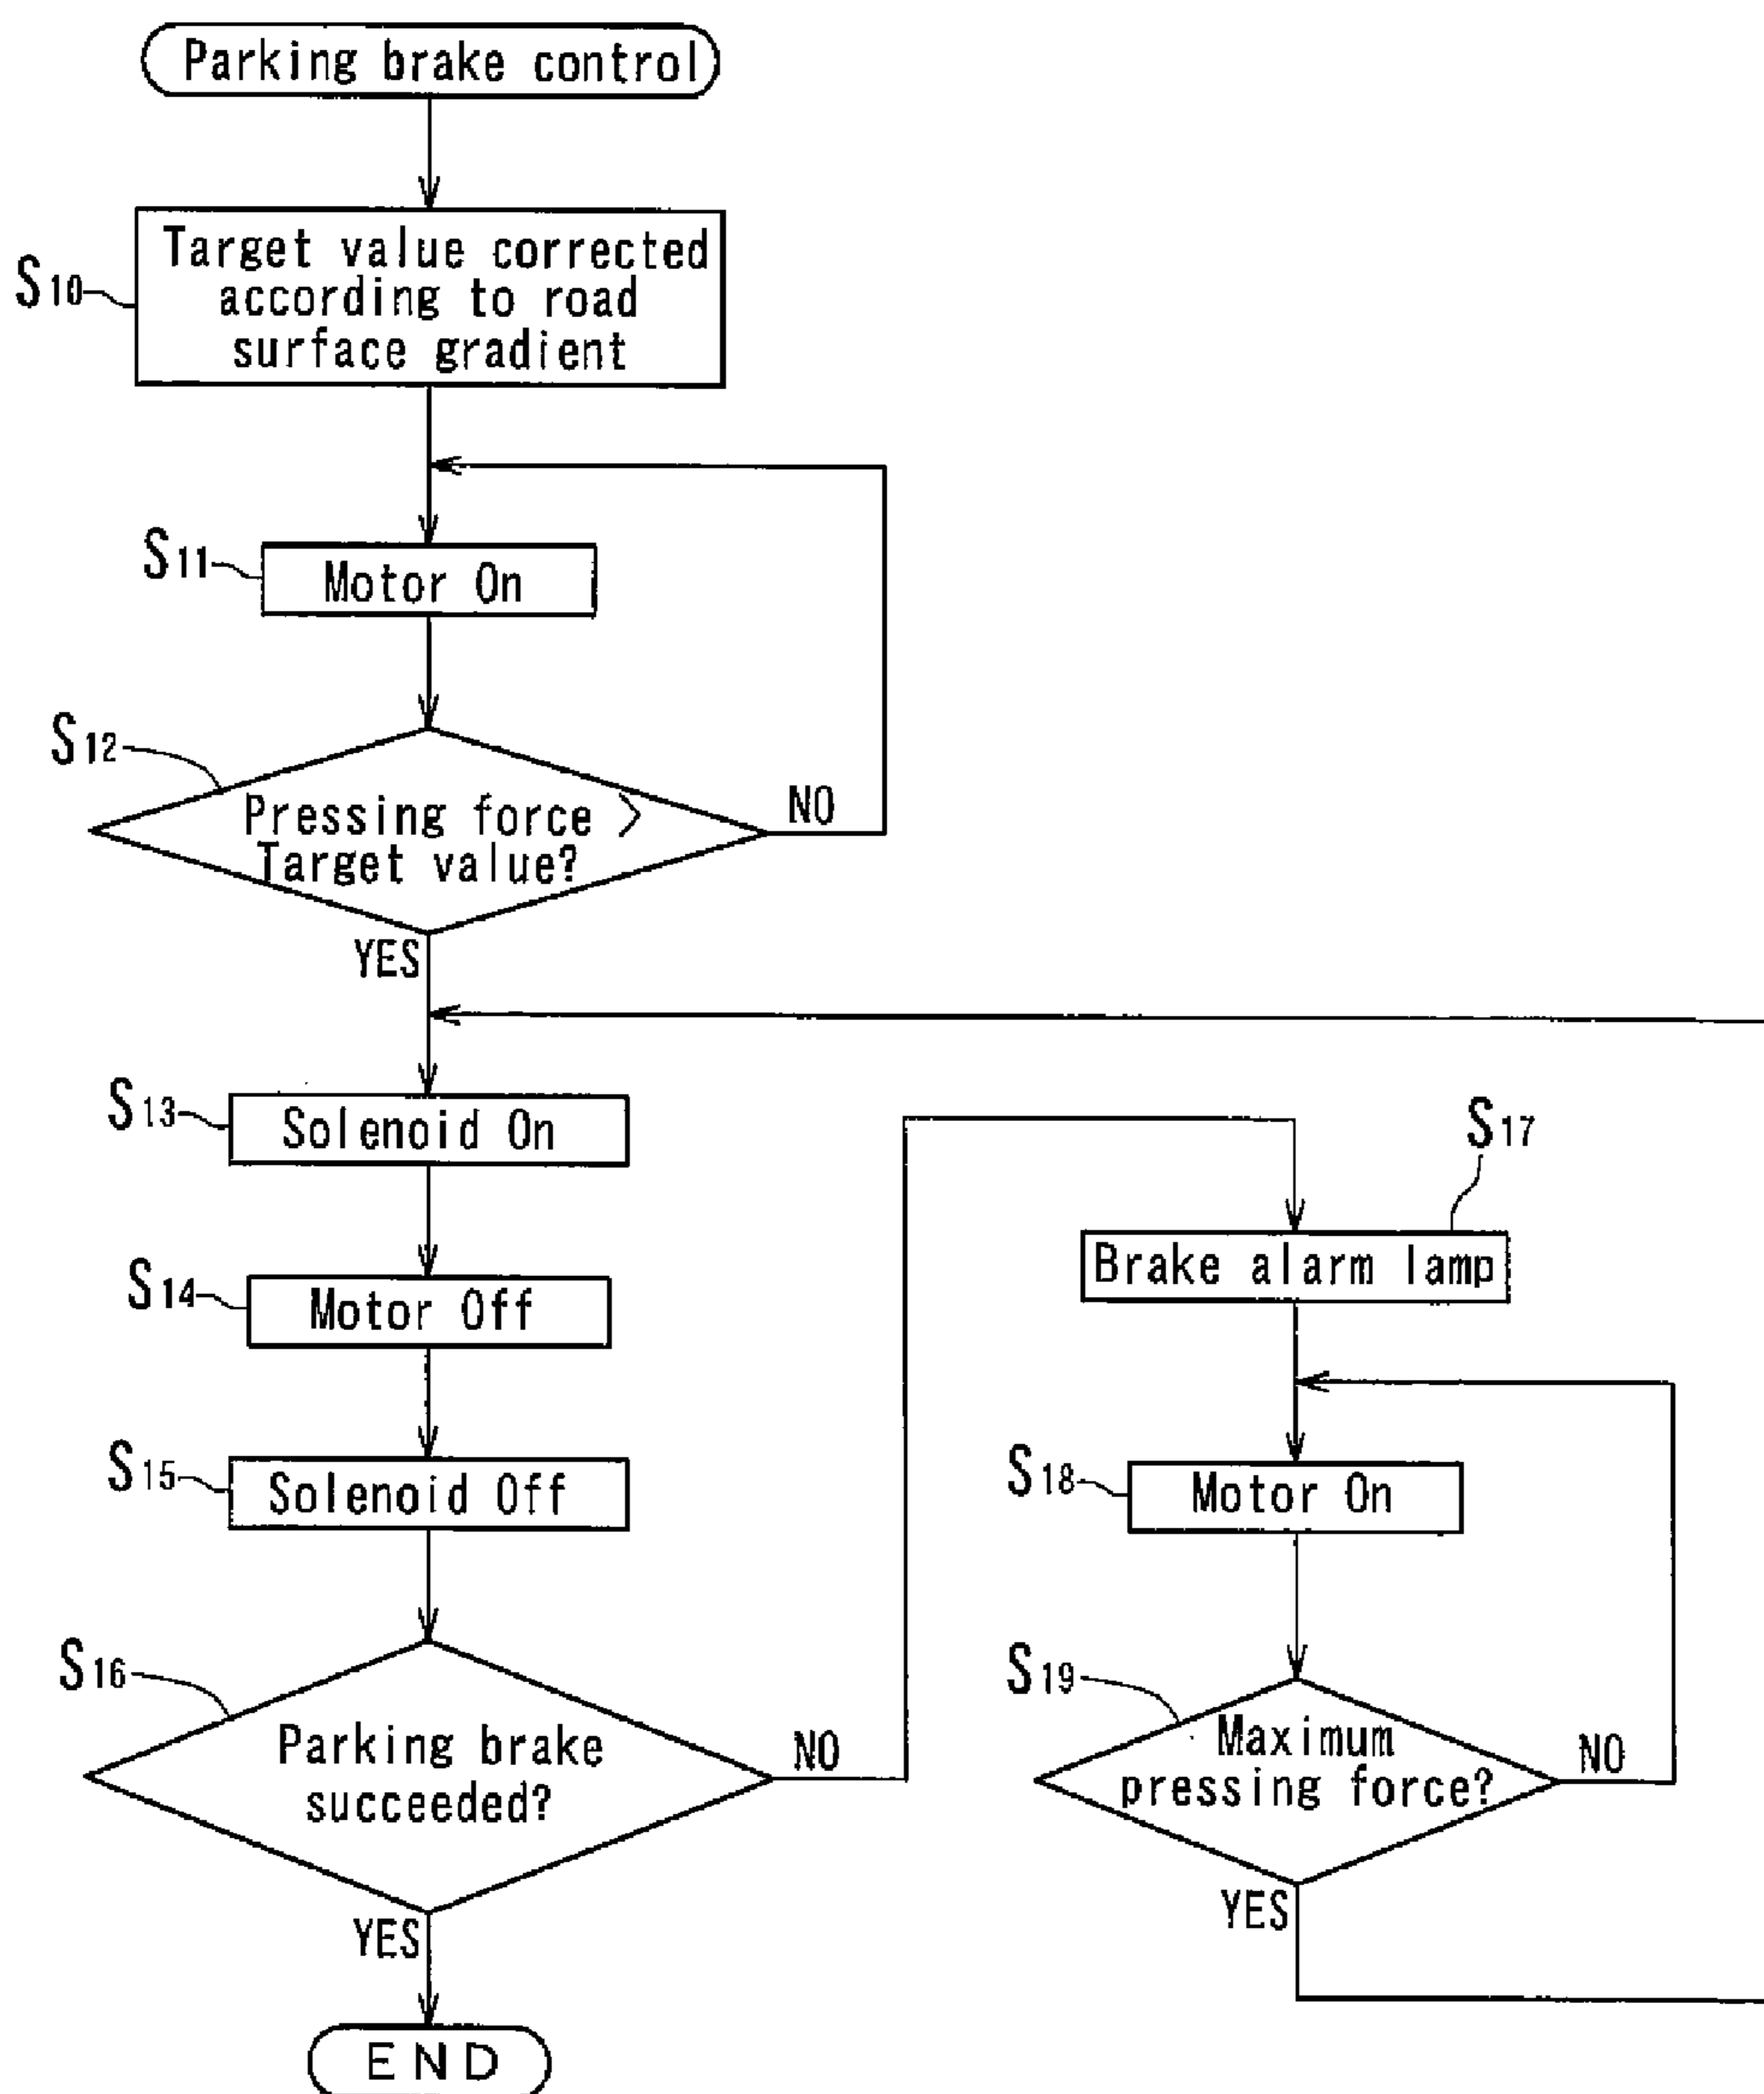 Parking brake control
S10
Target value corrected
according to road
surface gradient
S11
Motor On
S12
Pressing force >
Target value?
NO
YES
S13
Solenoid On
S14
Motor Off
S15
Solenoid Off
S16
Parking brake
succeeded?
NO
YES
END
S17
Brake alarm lamp
S18
Motor On
S19
Maximum
pressing force?
NO
YES